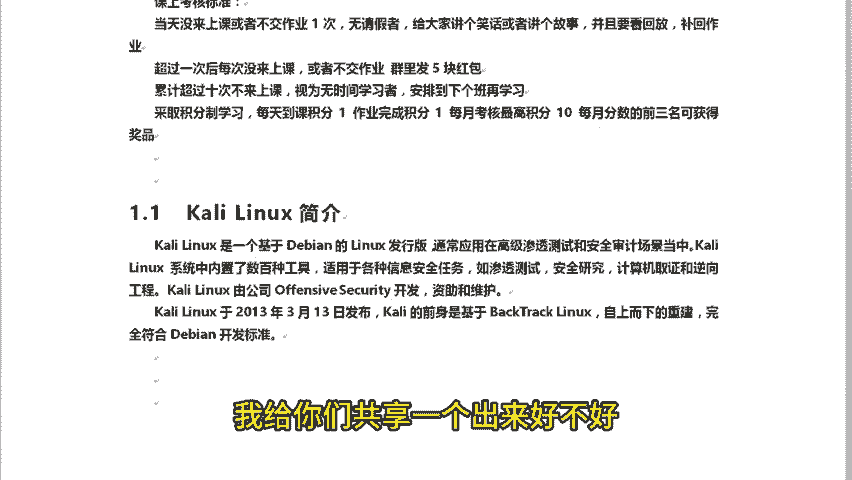 课上考核标准：
当天没来上课或者不交作业 1 次，无请假者，给大家讲个笑话或者讲个故事，并且要看回放，补回作
业
超过一次后每次没来上课，或者不交作业 群里发 5 块红包
累计超过十次不来上课，视为无时间学习者，安排到下个班再学习
采取积分制学习，每天到课积分 1 作业完成积分 1 每月考核最高积分 10 每月分数的前三名可获得
奖品
1.1 Kali Linux 简介
Kali Linux 是一个基于 Debian 的 Linux 发行版 ,通常应用在高级渗透测试和安全审计场景当中。Kali
Linux 系统中内置了数百种工具，适用于各种信息安全任务，如渗透测试，安全研究，计算机取证和逆向
工程。Kali Linux 由公司 Offensive Security 开发，资助和维护。
Kali Linux 于 2013 年 3 月 13 日发布，Kali 的前身是基于 BackTrack Linux，自上而下的重建，完
全符合 Debian 开发标准。
我给你们共享一个出来好不好